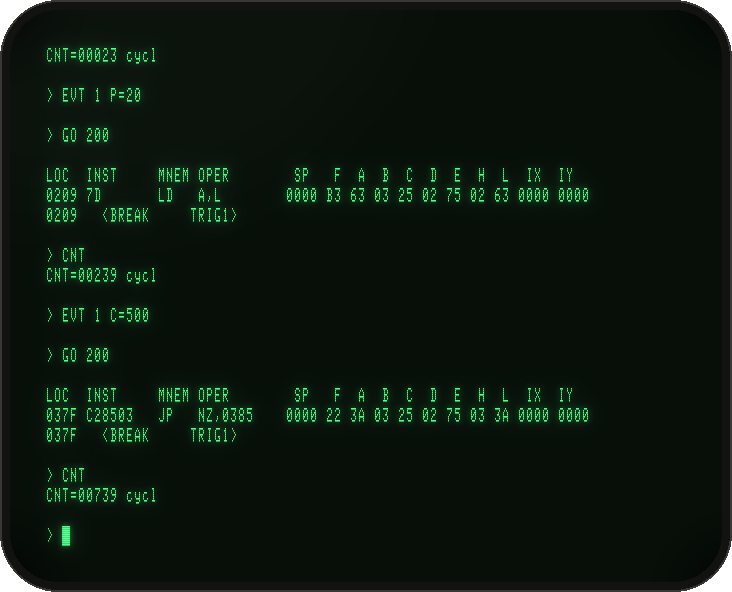 CNT=00023 cycl
> EVT 1 P=20
> GO 200
LOC  INST      MNEM OPER        SP   F  A  B  C  D  E  H  L  IX  IY
0209 7D       LD   A,L        0000 B3 63 03 25 02 75 02 63 0000 0000
0209   <BREAK     TRIG1>
> CNT
CNT=00239 cycl
> EVT 1 C=500
> GO 200
LOC  INST      MNEM OPER        SP   F  A  B  C  D  E  H  L  IX  IY
037F C28503   JP   NZ,0385    0000 22 3A 03 25 02 75 03 3A 0000 0000
037F   <BREAK     TRIG1>
> CNT
CNT=00739 cycl
>